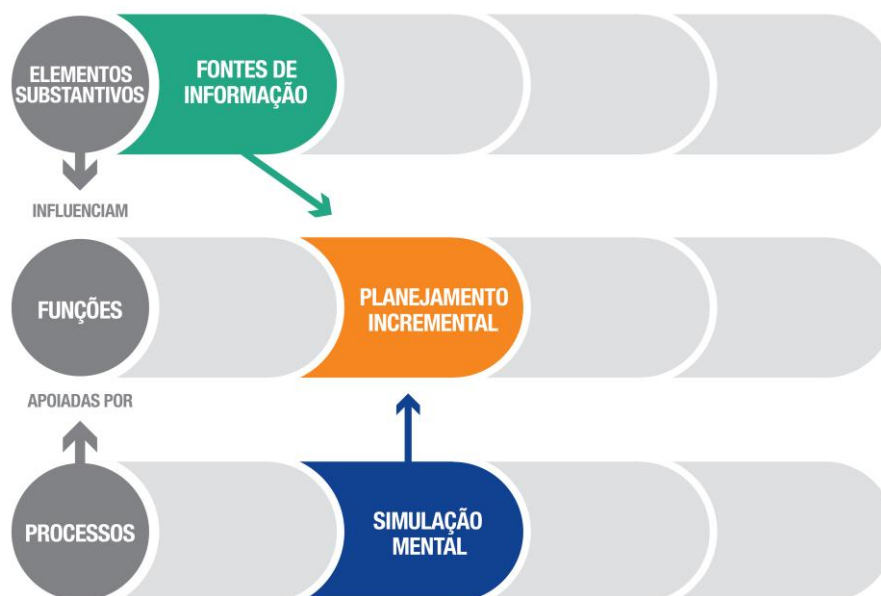 ELEMENTOS
SUBSTANTIVOS
FONTES DE
INFORMAÇÃO
INFLUENCIAM
FUNÇÕES
PLANEJAMENTO
INCREMENTAL
APOIADAS POR
PROCESSOS
SIMULAÇÃO
MENTAL